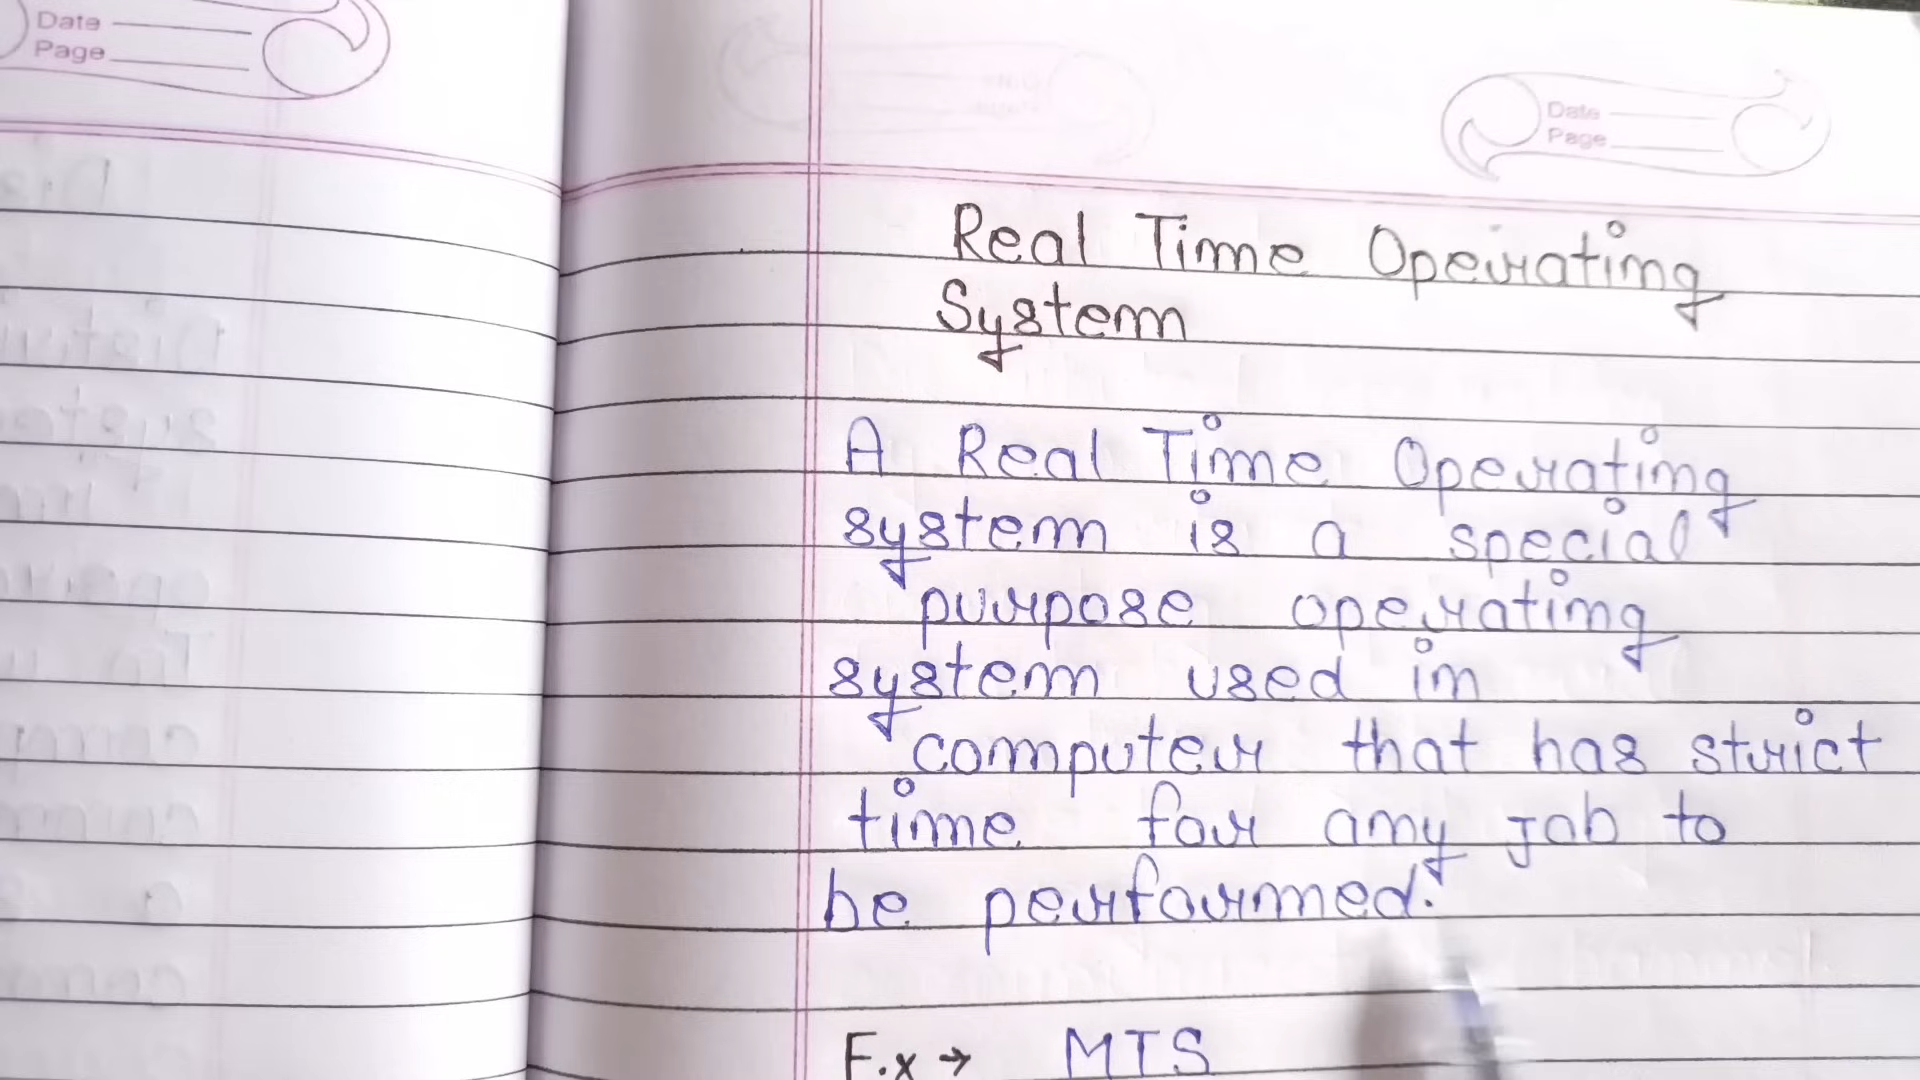 Date
Page
Date
Page
Real Time Operating
System
A Real Time Operating
system is a special
purpose operating
system used in
computer that has strict
time for any job to
be performed.
E.x → MTS